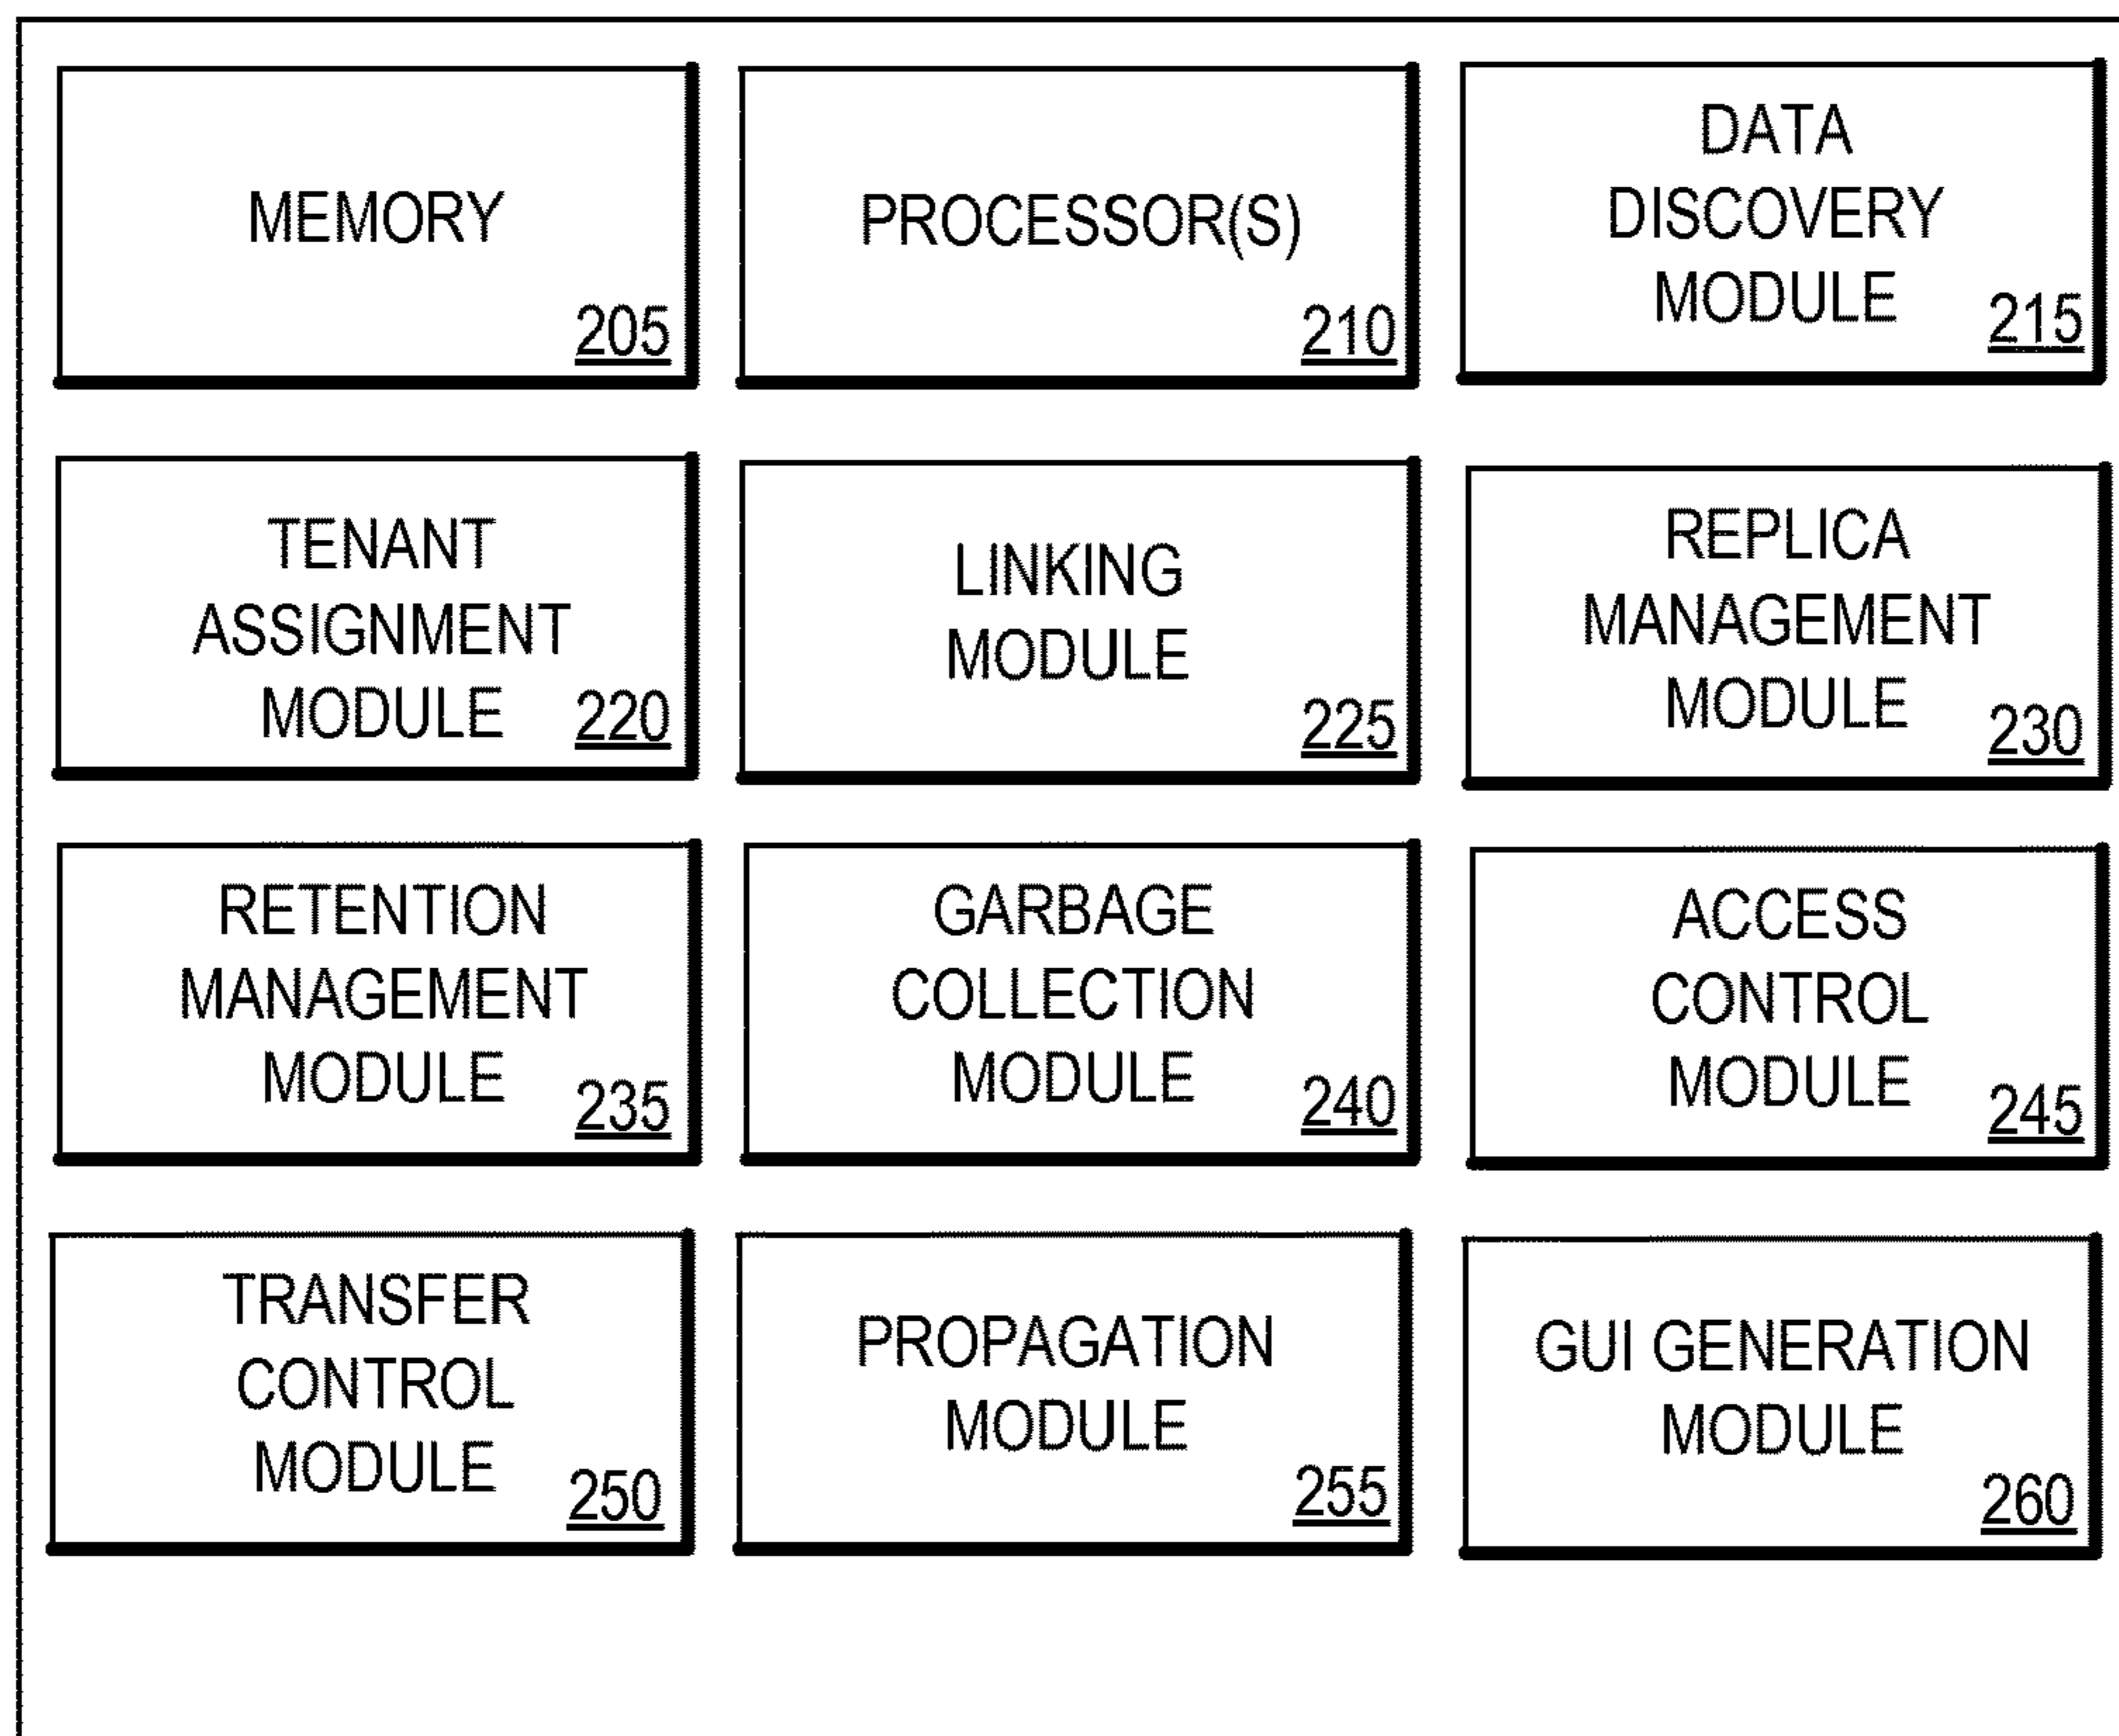 MEMORY
205
PROCESSOR(S)
210
DATA
DISCOVERY
MODULE
215
TENANT
ASSIGNMENT
MODULE
220
LINKING
MODULE
225
REPLICA
MANAGEMENT
MODULE
230
RETENTION
MANAGEMENT
MODULE
235
GARBAGE
COLLECTION
MODULE
240
ACCESS
CONTROL
MODULE
245
TRANSFER
CONTROL
MODULE
250
PROPAGATION
MODULE
255
GUI GENERATION
MODULE
260